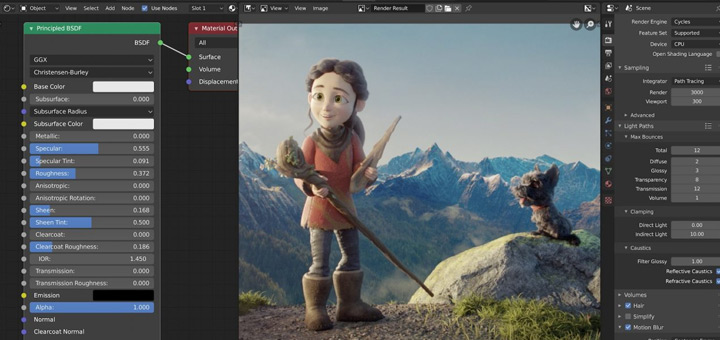 Object
View
Select
Add
Node
Use Nodes
Slot 1
View
View
Image
Render Result
Scene
Principled BSDF
BSDF
GGX
Christensen-Burley
Base Color
Subsurface: 0.000
Subsurface Radius
Subsurface Color
Metallic: 0.000
Specular: 0.555
Specular Tint: 0.091
Roughness: 0.372
Anisotropic: 0.000
Anisotropic Rotation: 0.000
Sheen: 0.168
Sheen Tint: 0.500
Clearcoat: 0.000
Clearcoat Roughness: 0.186
IOR: 1.450
Transmission: 0.000
Transmission Roughness: 0.000
Emission
Alpha: 1.000
Normal
Clearcoat Normal
Material Out
All
Surface
Volume
Displacement
Render Engine Cycles
Feature Set Supported
Device CPU
Open Shading Language
Sampling
Integrator Path Tracing
Render 3000
Viewport 300
Advanced
Light Paths
Max Bounces
Total 12
Diffuse 2
Glossy 3
Transparency 8
Transmission 12
Volume 1
Clamping
Direct Light 0.00
Indirect Light 10.00
Caustics
Filter Glossy 1.00
Reflective Caustics
Refractive Caustics
Volumes
Hair
Simplify
Motion Blur